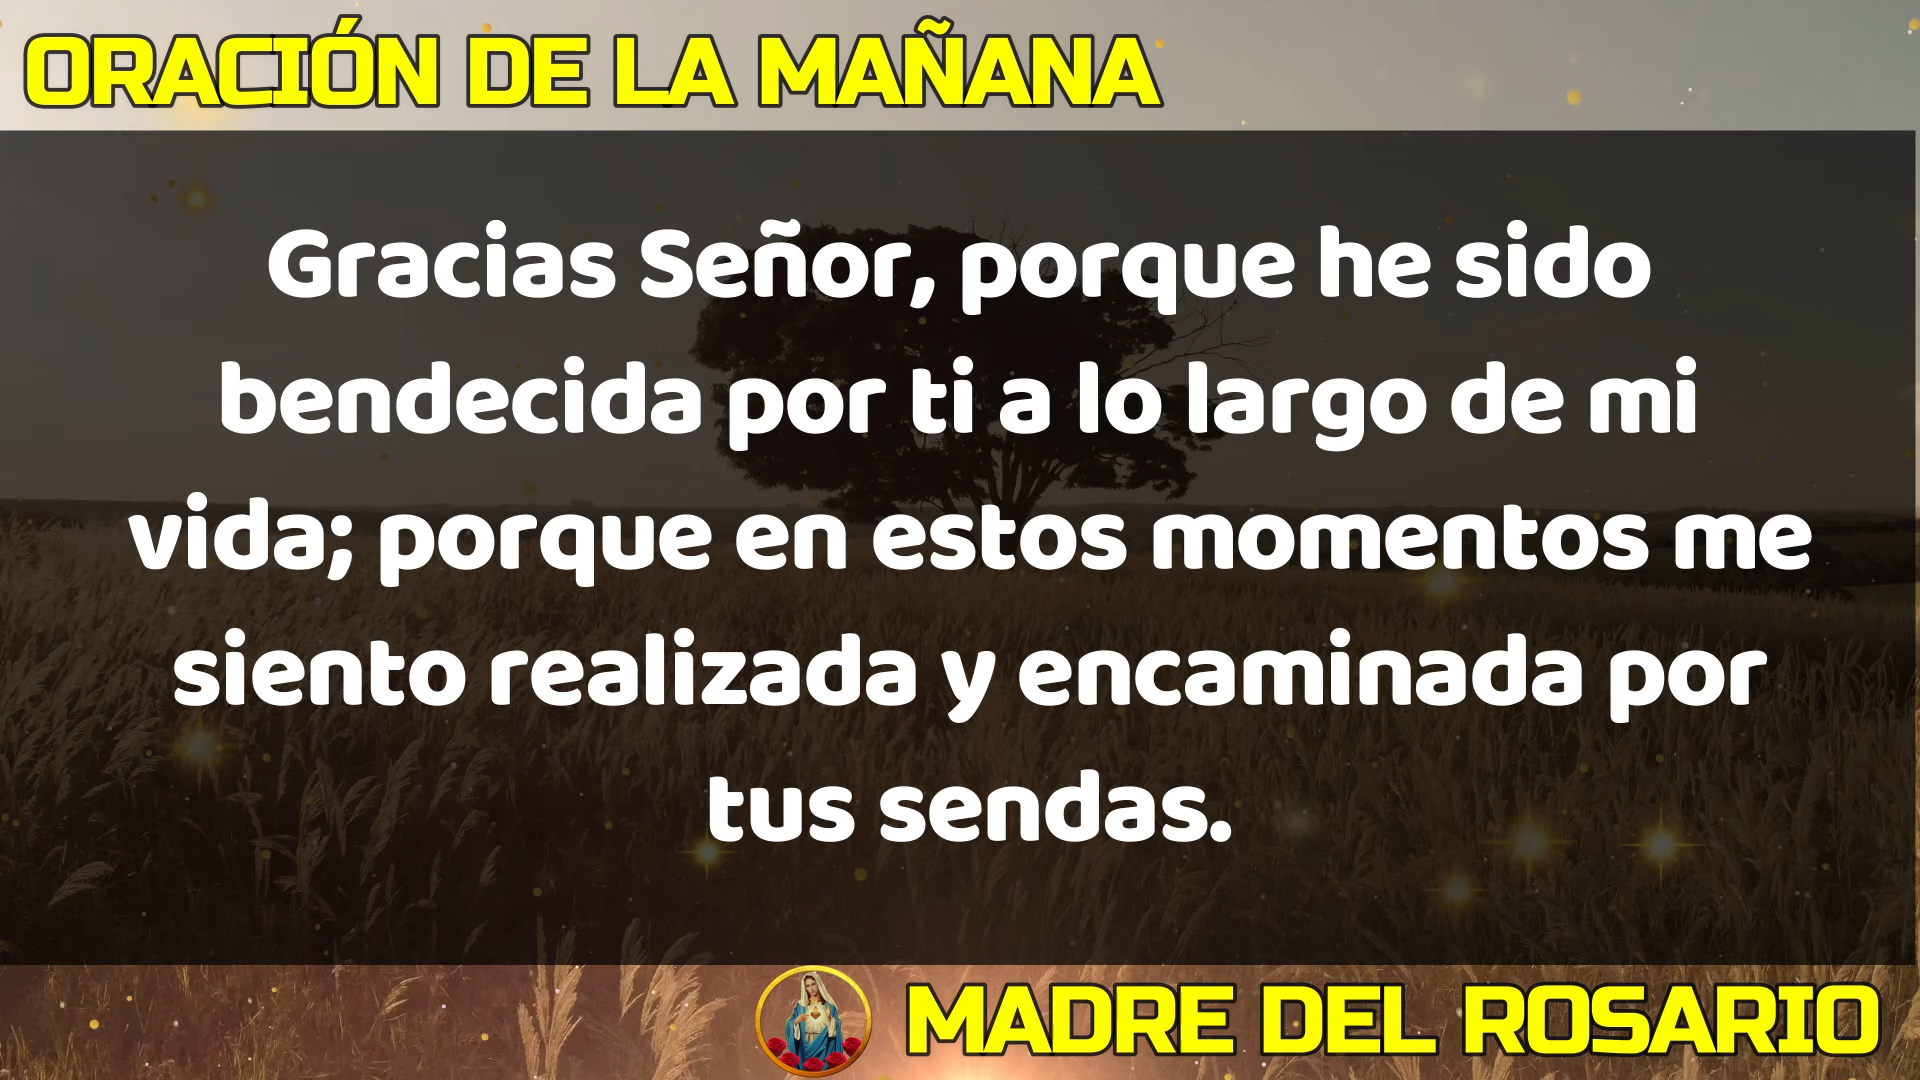 ORACIÓN DE LA MAÑANA
Gracias Señor, porque he sido
bendecida por ti a lo largo de mi
vida; porque en estos momentos me
siento realizada y encaminada por
tus sendas.
MADRE DEL ROSARIO